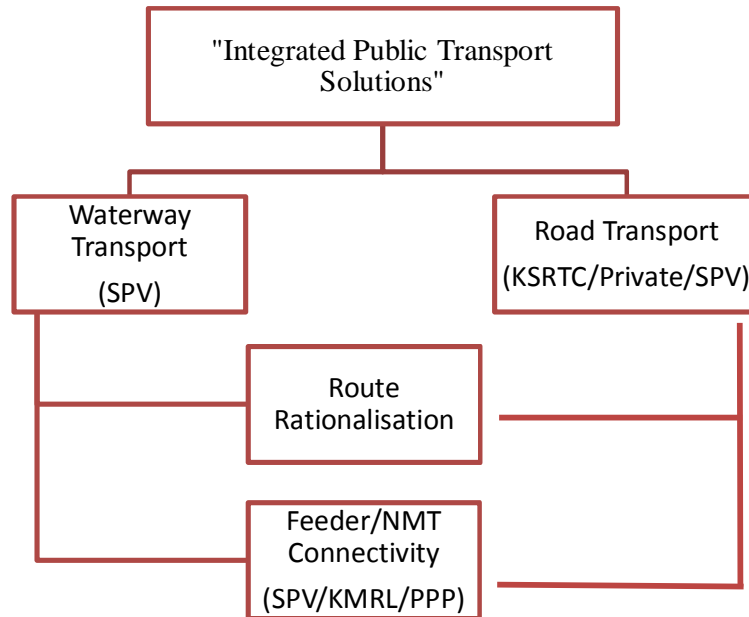 "Integrated Public Transport
Solutions"
Waterway
Transport
(SPV)
Road Transport
(KSRTC/Private/SPV)
Route
Rationalisation
Feeder/NMT
Connectivity
(SPV/KMRL/PPP)